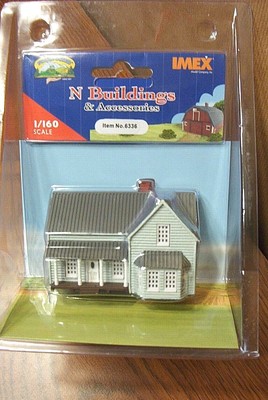 IMEX
N Buildings
& Accessories
1/160
SCALE
Item No.6336